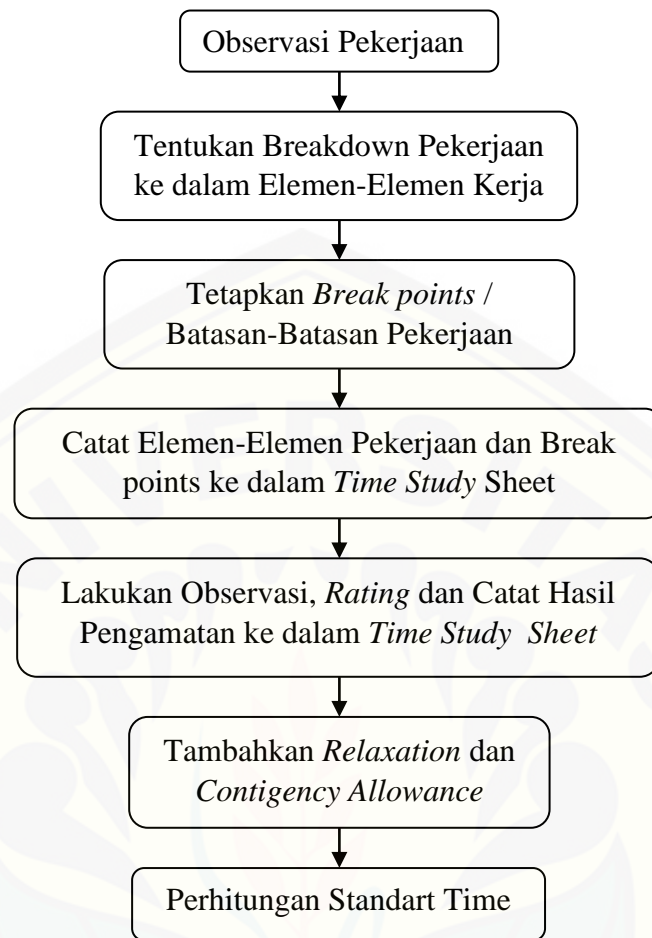 Observasi Pekerjaan
Tentukan Breakdown Pekerjaan
ke dalam Elemen-Elemen Kerja
Tetapkan Break points /
Batasan-Batasan Pekerjaan
Catat Elemen-Elemen Pekerjaan dan Break
points ke dalam Time Study Sheet
Lakukan Observasi, Rating dan Catat Hasil
Pengamatan ke dalam Time Study Sheet
Tambahkan Relaxation dan
Contigency Allowance
Perhitungan Standart Time